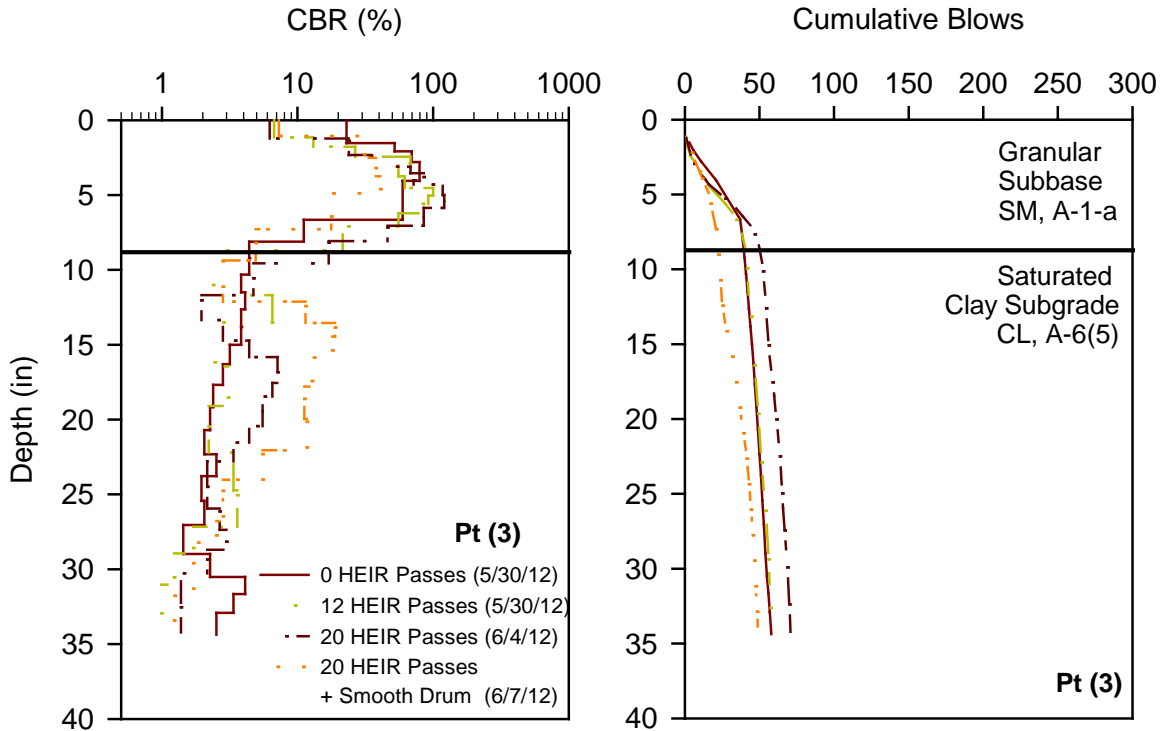 CBR (%)
1 10 100 1000
0
5
10
15
20
25
30
35
40
Depth (in)
Pt (3)
0 HEIR Passes (5/30/12)
12 HEIR Passes (5/30/12)
20 HEIR Passes (6/4/12)
20 HEIR Passes
+ Smooth Drum (6/7/12)
Cumulative Blows
0 50 100 150 200 250 300
0
5
10
15
20
25
30
35
40
Granular
Subbase
SM, A-1-a
Saturated
Clay Subgrade
CL, A-6(5)
Pt (3)